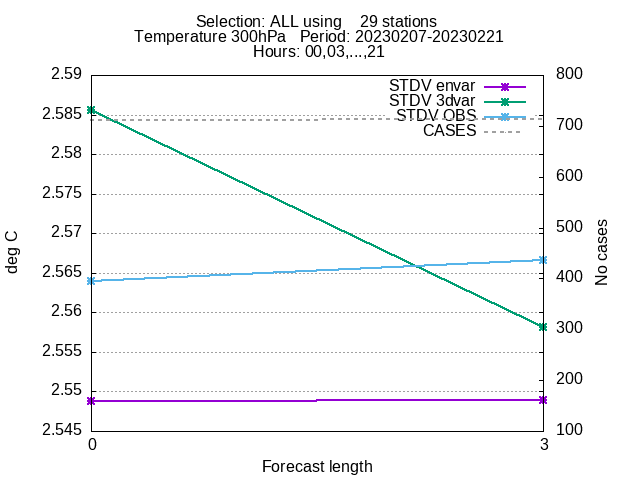 Selection: ALL using    29 stations
Temperature 300hPa   Period: 20230207-20230221
Hours: 00,03,...,21
2.59
2.585
2.58
2.575
2.57
2.565
2.56
2.555
2.55
2.545
800
700
600
500
400
300
200
100
STDV envar
STDV 3dvar
STDV OBS
CASES
deg C
No cases
0 3
Forecast length